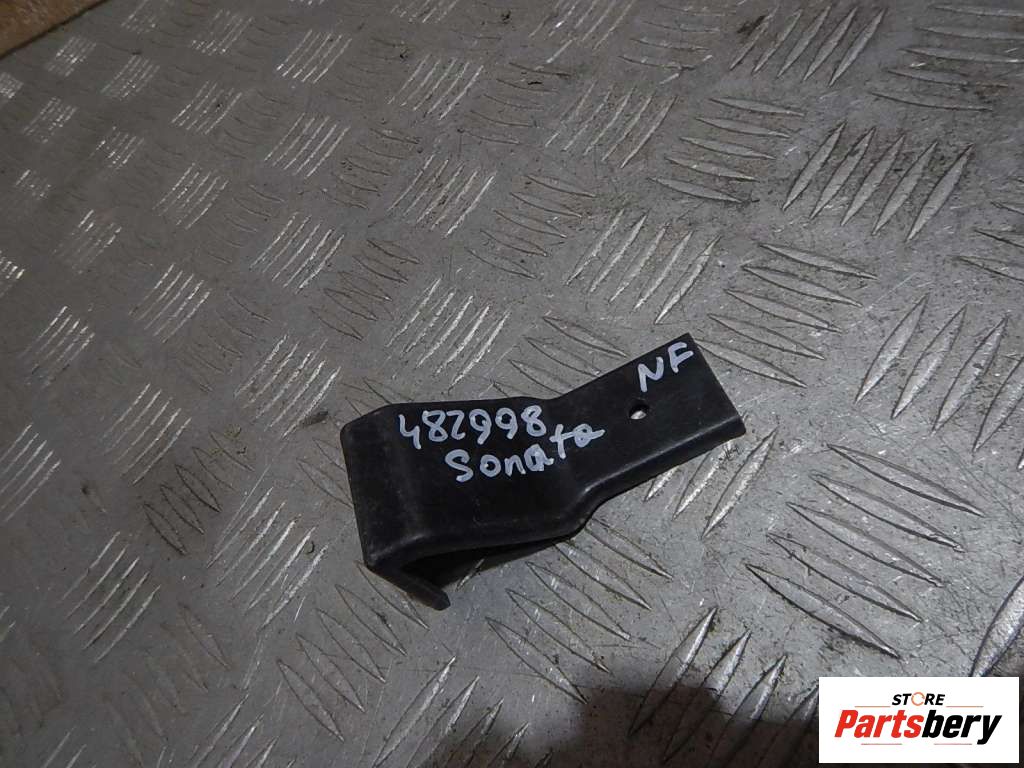 NF
482998
Sonata
STORE
Partsbery